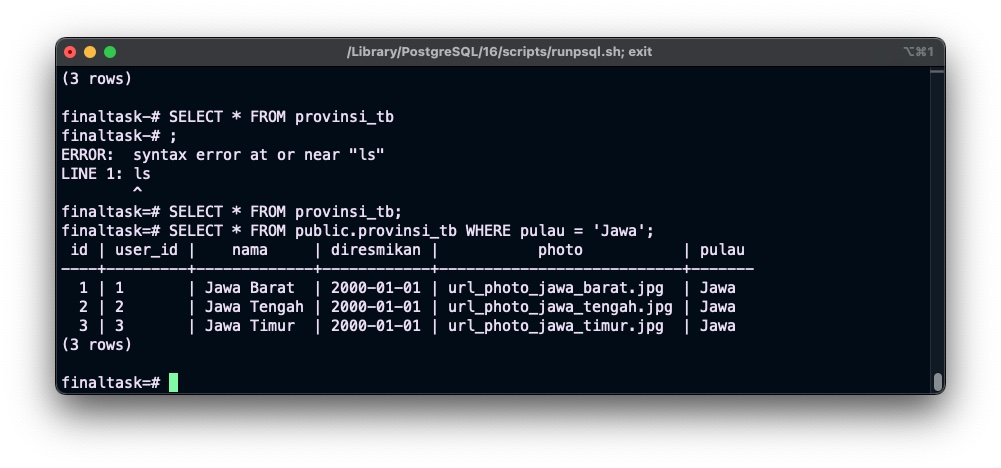 /Library/PostgreSQL/16/scripts/runpsql.sh; exit ⌥⌘1
(3 rows)
finaltask-# SELECT * FROM provinsi_tb
finaltask-# ;
ERROR:  syntax error at or near "ls"
LINE 1: ls
        ^
finaltask=# SELECT * FROM provinsi_tb;
finaltask=# SELECT * FROM public.provinsi_tb WHERE pulau = 'Jawa';
 id | user_id |    nama     | diresmikan |           photo           | pulau
----+---------+-------------+------------+---------------------------+-------
  1 | 1       | Jawa Barat  | 2000-01-01 | url_photo_jawa_barat.jpg  | Jawa
  2 | 2       | Jawa Tengah | 2000-01-01 | url_photo_jawa_tengah.jpg | Jawa
  3 | 3       | Jawa Timur  | 2000-01-01 | url_photo_jawa_timur.jpg  | Jawa
(3 rows)
finaltask=#